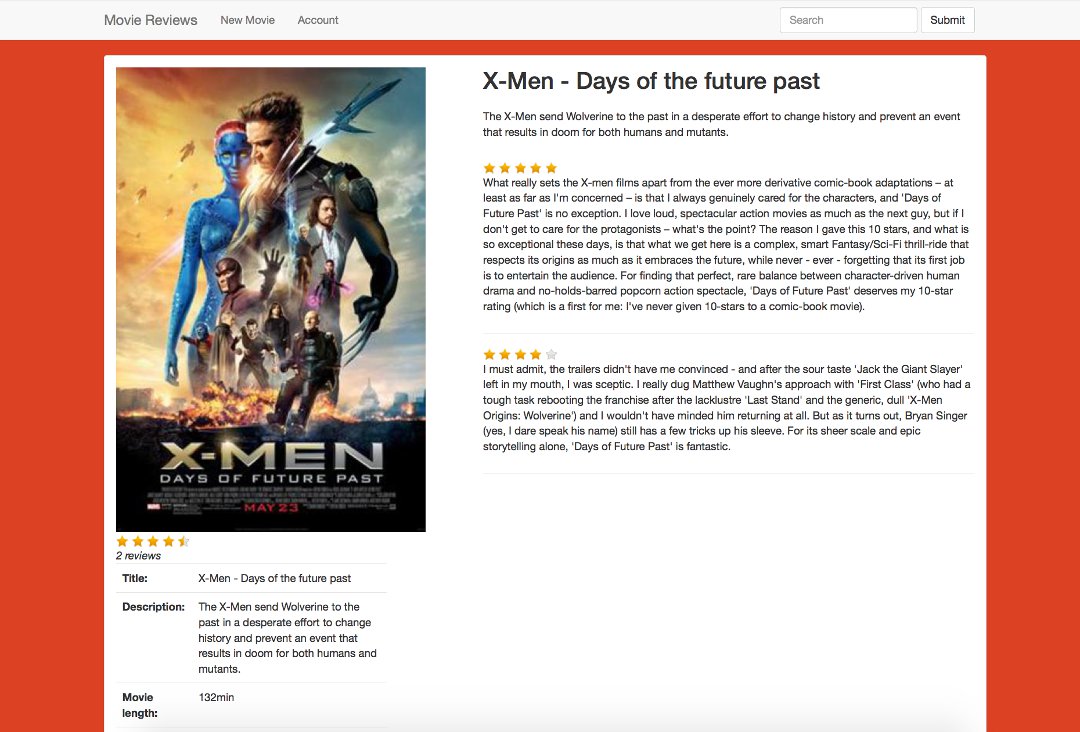 Movie Reviews New Movie Account Search Submit
X-MEN
DAYS OF FUTURE PAST
MAY 23
2 reviews
Title: X-Men - Days of the future past
Description: The X-Men send Wolverine to the
past in a desperate effort to change
history and prevent an event that
results in doom for both humans and
mutants.
Movie 132min
length:
X-Men - Days of the future past
The X-Men send Wolverine to the past in a desperate effort to change history and prevent an event
that results in doom for both humans and mutants.
What really sets the X-men films apart from the ever more derivative comic-book adaptations – at
least as far as I'm concerned – is that I always genuinely cared for the characters, and 'Days of
Future Past' is no exception. I love loud, spectacular action movies as much as the next guy, but if I
don't get to care for the protagonists – what's the point? The reason I gave this 10 stars, and what is
so exceptional these days, is that what we get here is a complex, smart Fantasy/Sci-Fi thrill-ride that
respects its origins as much as it embraces the future, while never - ever - forgetting that its first job
is to entertain the audience. For finding that perfect, rare balance between character-driven human
drama and no-holds-barred popcorn action spectacle, 'Days of Future Past' deserves my 10-star
rating (which is a first for me: I've never given 10-stars to a comic-book movie).
I must admit, the trailers didn't have me convinced - and after the sour taste 'Jack the Giant Slayer'
left in my mouth, I was sceptic. I really dug Matthew Vaughn's approach with 'First Class' (who had a
tough task rebooting the franchise after the lacklustre 'Last Stand' and the generic, dull 'X-Men
Origins: Wolverine') and I wouldn't have minded him returning at all. But as it turns out, Bryan Singer
(yes, I dare speak his name) still has a few tricks up his sleeve. For its sheer scale and epic
storytelling alone, 'Days of Future Past' is fantastic.